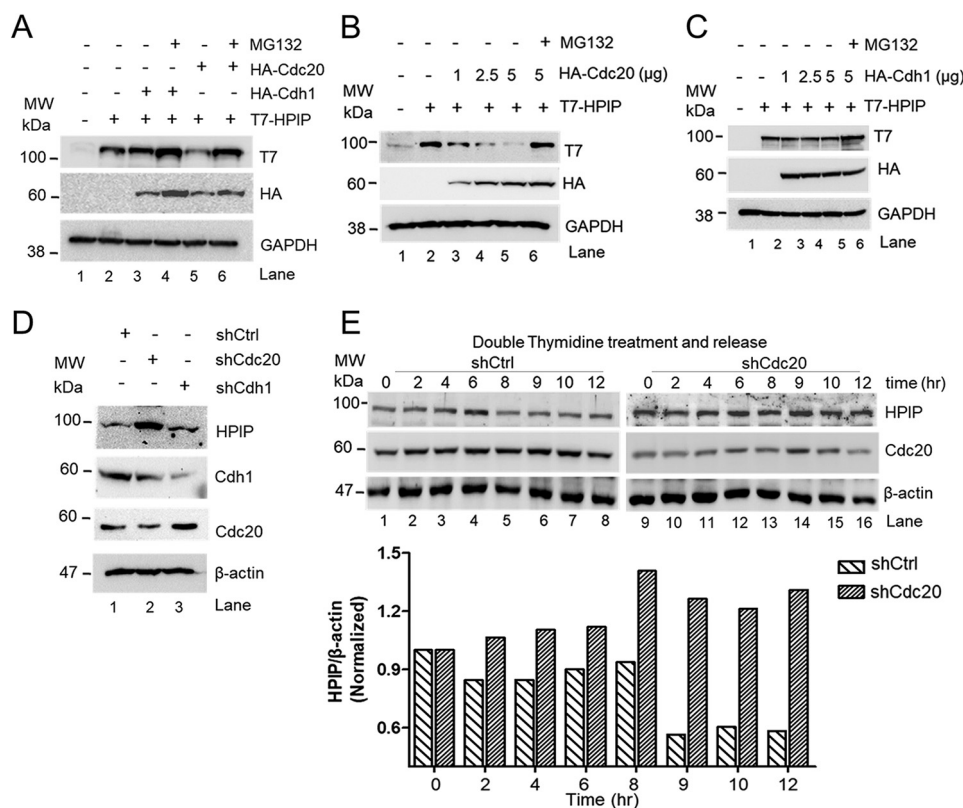 A
- - - + - + MG132
- - - - + + HA-Cdc20
- - + + - - HA-Cdh1
- + + + + + T7-HPIP
MW
kDa
100
T7
60
HA
38
GAPDH
1 2 3 4 5 6
Lane
B
- - - - - + MG132
- - 1 2.5 5 5 HA-Cdc20 (µg)
- + + + + + T7-HPIP
MW
kDa
100
T7
60
HA
38
GAPDH
1 2 3 4 5 6
Lane
C
- - - - - + MG132
- - 1 2.5 5 5 HA-Cdh1 (µg)
- + + + + + T7-HPIP
MW
kDa
100
T7
60
HA
38
GAPDH
1 2 3 4 5 6
Lane
D
+ - - shCtrl
- + - shCdc20
- - + shCdh1
MW
kDa
100
HPIP
60
Cdh1
60
Cdc20
47
β-actin
1 2 3
Lane
E
Double Thymidine treatment and release
shCtrl shCdc20
MW
kDa
0 2 4 6 8 9 10 12 0 2 4 6 8 9 10 12 time (hr)
100
HPIP
60
Cdc20
47
β-actin
1 2 3 4 5 6 7 8 9 10 11 12 13 14 15 16 Lane
HPIP/β-actin
(Normalized)
1.5
1.2
0.9
0.6
0 2 4 6 8 9 10 12
Time (hr)
shCtrl
shCdc20